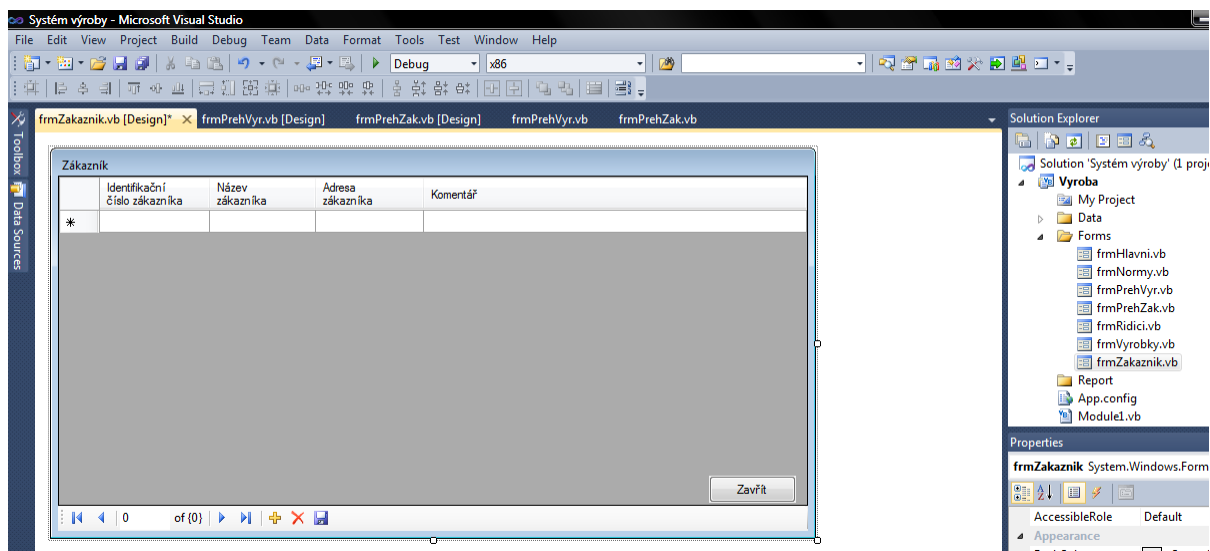 Systém výroby - Microsoft Visual Studio
File Edit View Project Build Debug Team Data Format Tools Test Window Help
Debug x86
frmZakaznik.vb [Design]* frmPrehVyr.vb [Design] frmPrehZak.vb [Design] frmPrehVyr.vb frmPrehZak.vb
Toolbox
Data Sources
Zákazník
Identifikační číslo zákazníka Název zákazníka Adresa zákazníka Komentář
Zavřít
0 of {0}
Solution Explorer
Solution 'Systém výroby' (1 proje
Vyroba
My Project
Data
Forms
frmHlavni.vb
frmNormy.vb
frmPrehVyr.vb
frmPrehZak.vb
frmRidici.vb
frmVyrobky.vb
frmZakaznik.vb
Report
App.config
Module1.vb
Properties
frmZakaznik System.Windows.Form
AccessibleRole Default
Appearance